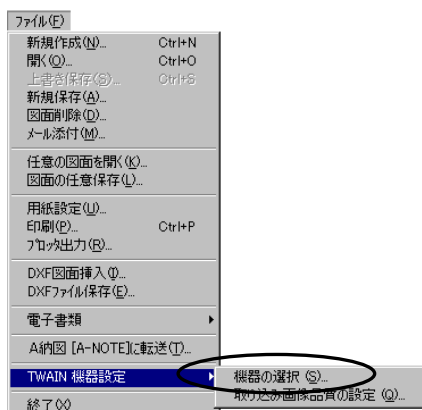 ファイル(F)
新規作成(N)... Ctrl+N
開く(O)... Ctrl+O
上書き保存(S)... Ctrl+S
新規保存(A)...
図面削除(D)...
メール添付(M)...
任意の図面を開く(K)...
図面の任意保存(L)...
用紙設定(U)...
印刷(P)... Ctrl+P
プロッタ出力(R)...
DXF図面挿入(I)...
DXFファイル保存(E)...
電子書類
A納図 [A-NOTE]に転送(T)...
TWAIN 機器設定
機器の選択 (S)...
取り込み画像品質の設定 (Q)...
終了(X)